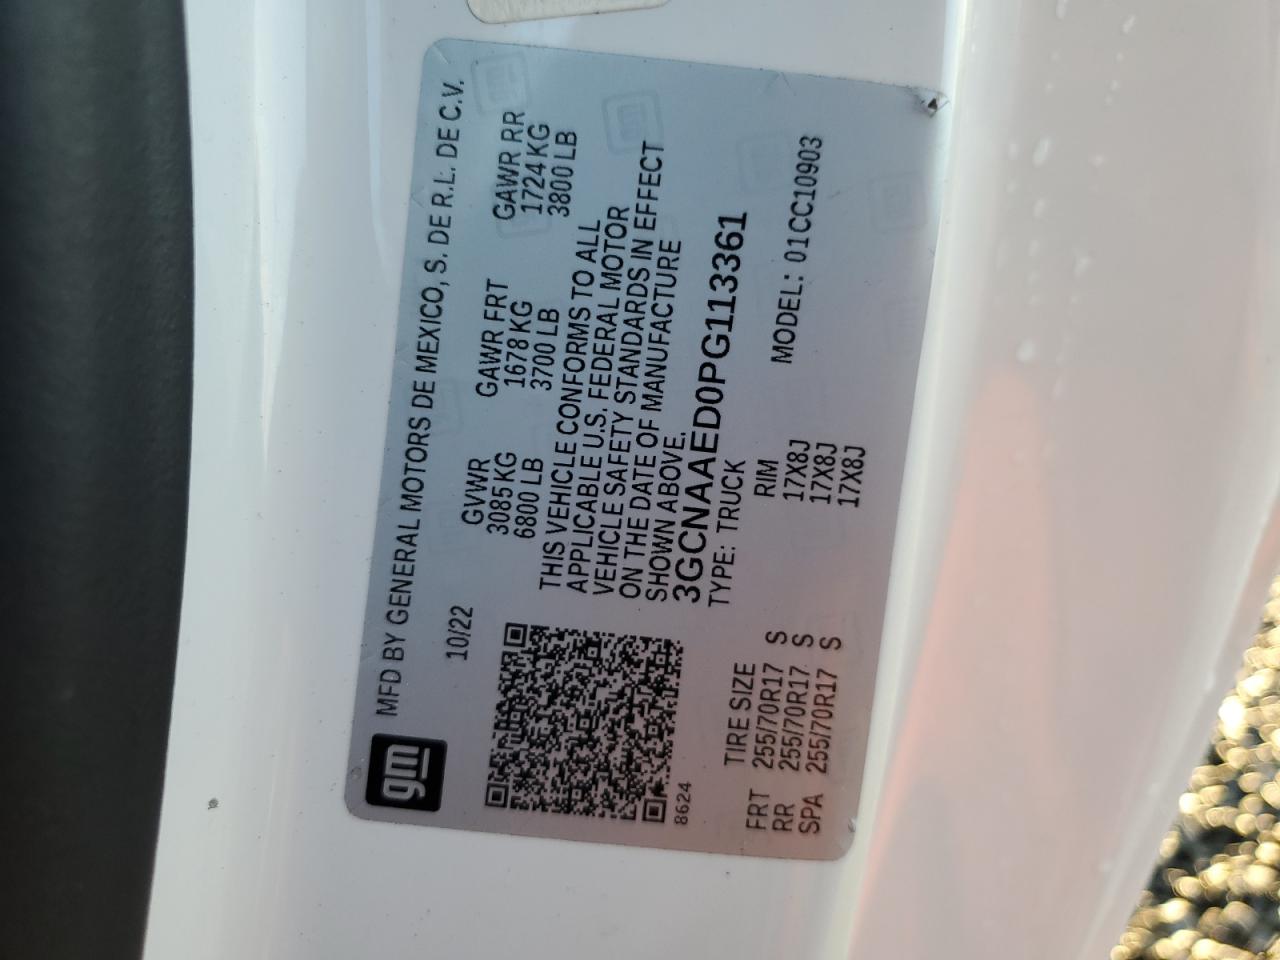 gm
MFD BY GENERAL MOTORS DE MEXICO, S. DE R.L. DE C.V.
10/22
GVWR GAWR FRT GAWR RR
3085 KG 1678 KG 1724 KG
6800 LB 3700 LB 3800 LB
THIS VEHICLE CONFORMS TO ALL
APPLICABLE U.S. FEDERAL MOTOR
VEHICLE SAFETY STANDARDS IN EFFECT
ON THE DATE OF MANUFACTURE
SHOWN ABOVE.
3GCNAAED0PG113361
8624
TYPE: TRUCK
MODEL: 01CC10903
TIRE SIZE RIM
FRT 255/70R17 S 17X8J
RR 255/70R17 S 17X8J
SPA 255/70R17 S 17X8J